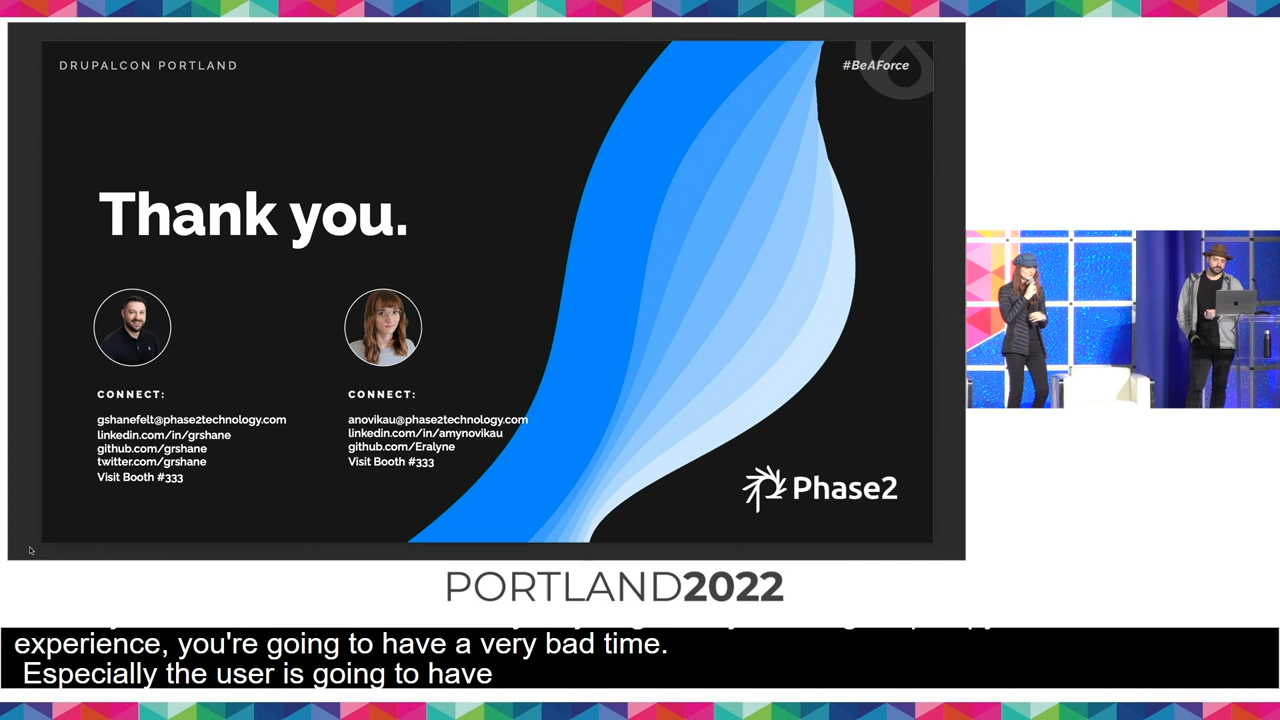 DRUPALCON PORTLAND
#BeAForce
Thank you.
CONNECT:
gshanefelt@phase2technology.com
linkedin.com/in/grshane
github.com/grshane
twitter.com/grshane
Visit Booth #333
CONNECT:
anovikau@phase2technology.com
linkedin.com/in/amynovikau
github.com/Eralyne
Visit Booth #333
Phase2
PORTLAND2022
experience, you're going to have a very bad time.
Especially the user is going to have